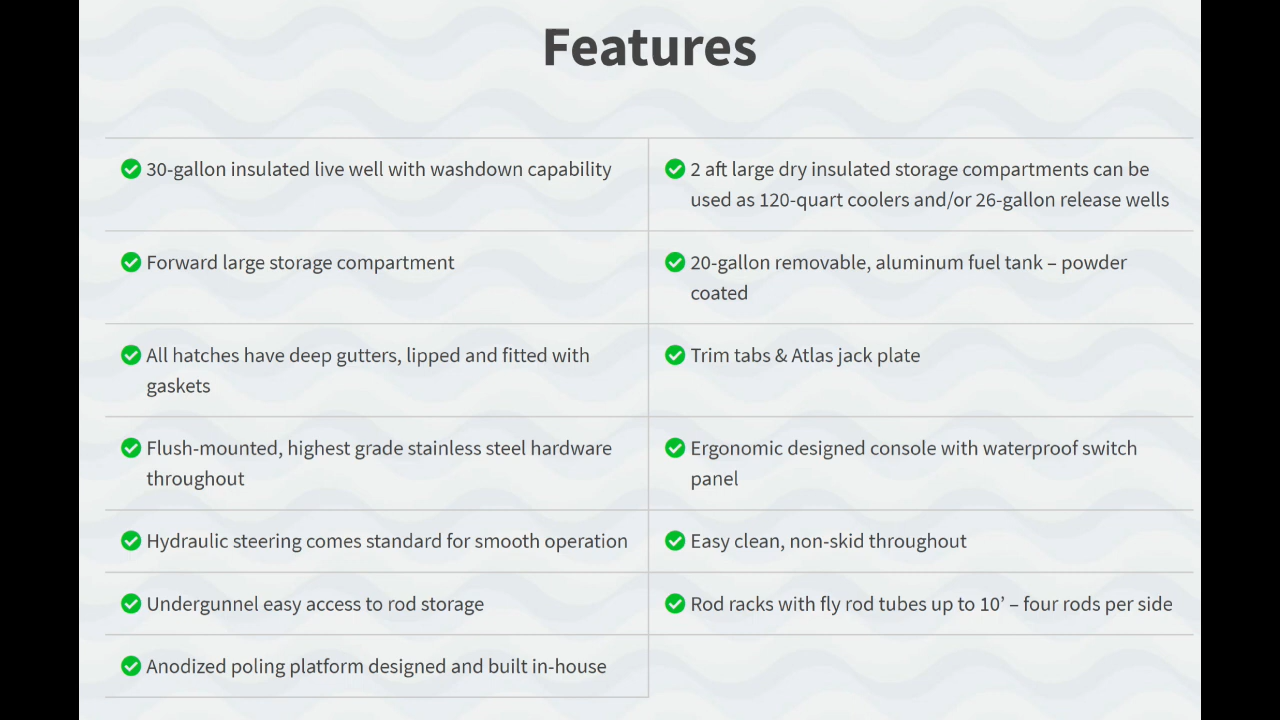 Features
30-gallon insulated live well with washdown capability
2 aft large dry insulated storage compartments can be
used as 120-quart coolers and/or 26-gallon release wells
Forward large storage compartment
20-gallon removable, aluminum fuel tank – powder
coated
All hatches have deep gutters, lipped and fitted with
gaskets
Trim tabs & Atlas jack plate
Flush-mounted, highest grade stainless steel hardware
throughout
Ergonomic designed console with waterproof switch
panel
Hydraulic steering comes standard for smooth operation
Easy clean, non-skid throughout
Undergunnel easy access to rod storage
Rod racks with fly rod tubes up to 10’ – four rods per side
Anodized poling platform designed and built in-house